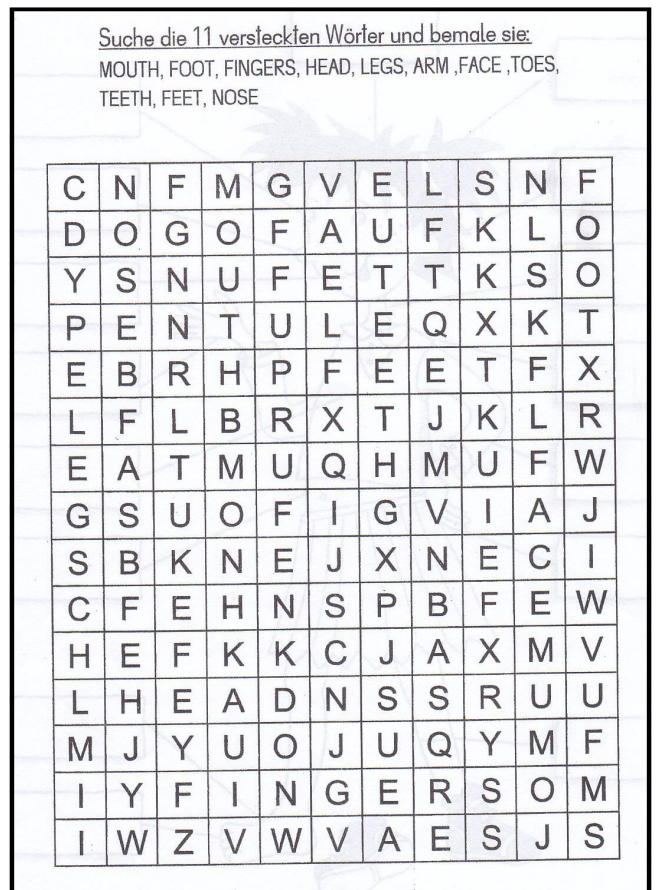 Suche die 11 versteckten Wörter und bemale sie:
MOUTH, FOOT, FINGERS, HEAD, LEGS, ARM ,FACE ,TOES,
TEETH, FEET, NOSE
C N F M G V E L S N F
D O G O F A U F K L O
Y S N U F E T T K S O
P E N T U L E Q X K T
E B R H P F E E T F X
L F L B R X T J K L R
E A T M U Q H M U F W
G S U O F I G V I A J
S B K N E J X N E C I
C F E H N S P B F E W
H E F K K C J A X M V
L H E A D N S S R U U
M J Y U O J U Q Y M F
I Y F I N G E R S O M
I W Z V W V A E S J S